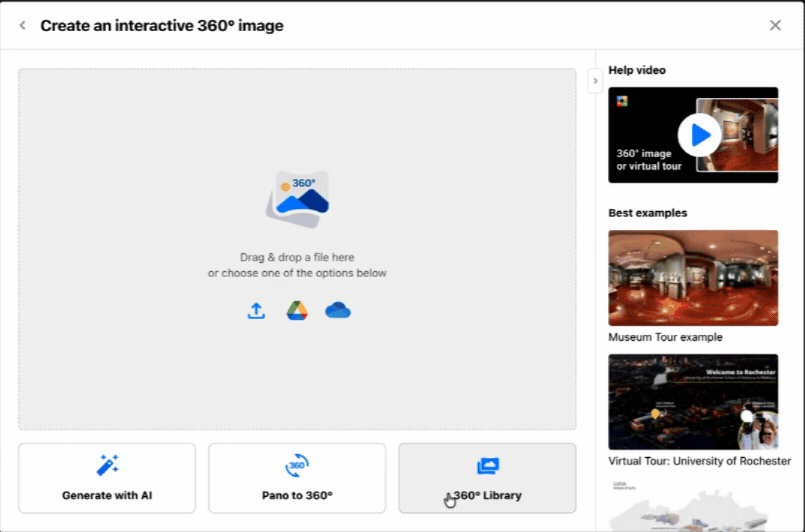 Create an interactive 360° image
Help video
360° image
or virtual tour
360°
Drag & drop a file here
or choose one of the options below
Best examples
Museum Tour example
Welcome to Rochester
Virtual Tour: University of Rochester
Generate with AI
360
Pano to 360°
360° Library